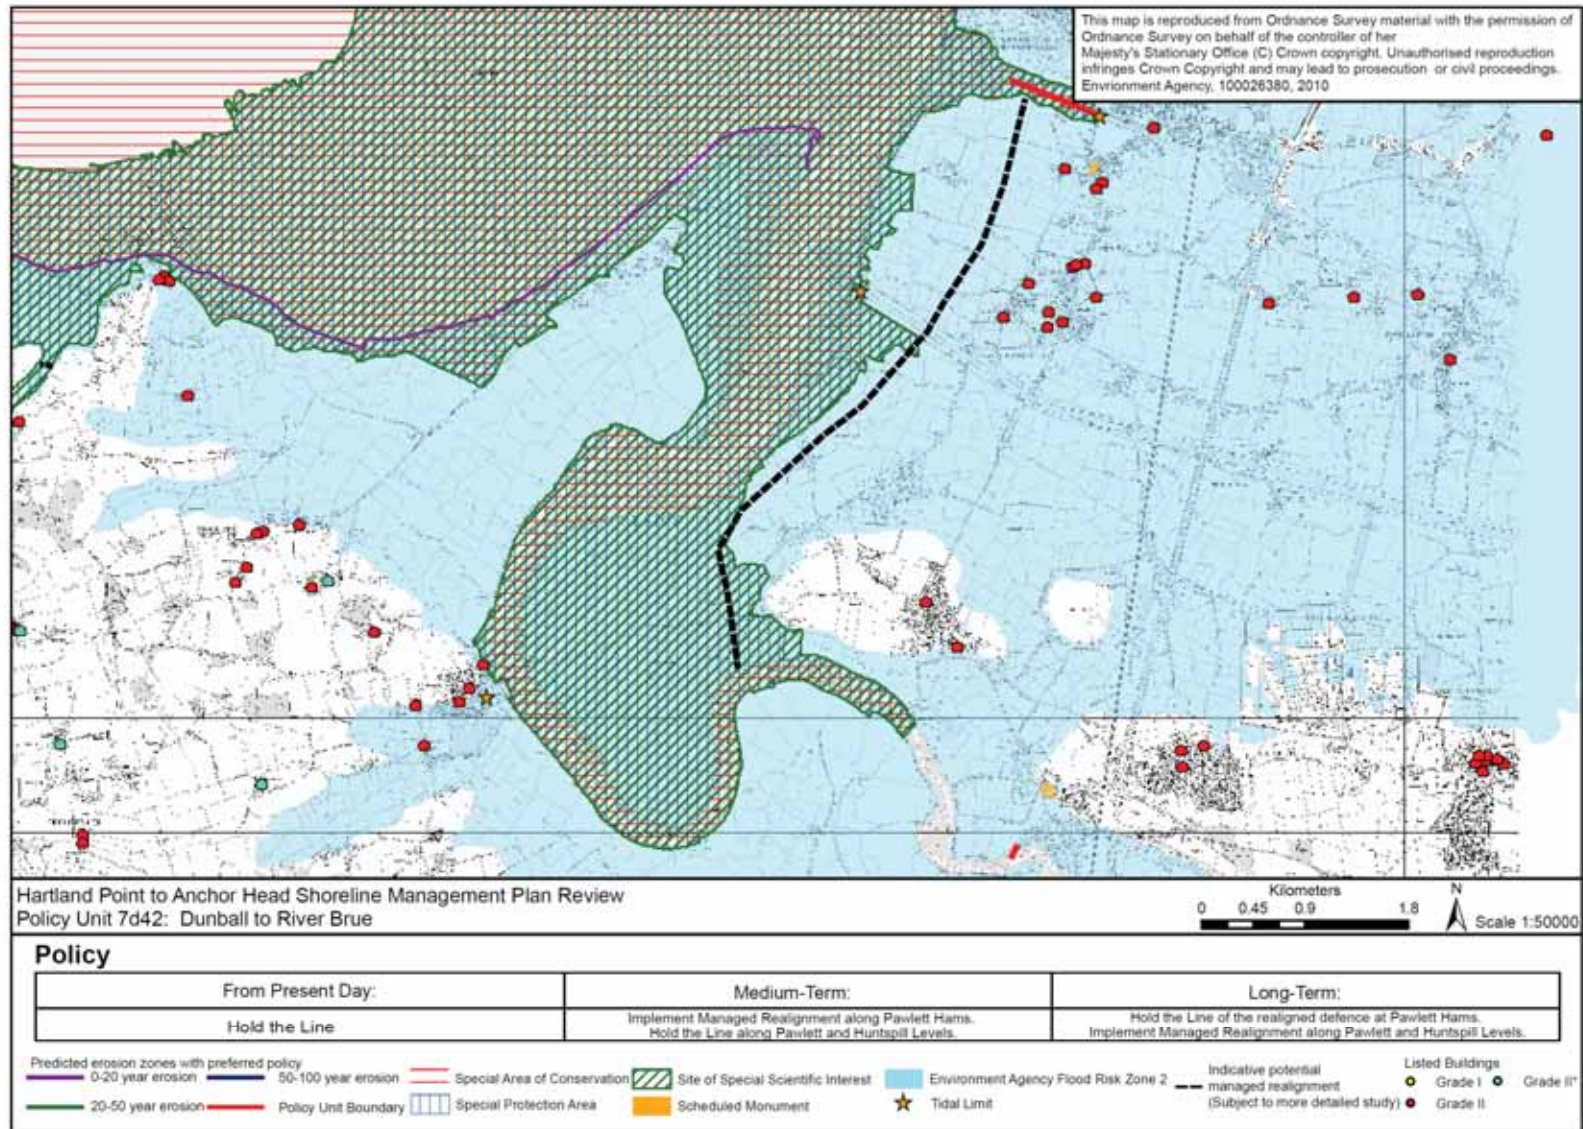 This map is reproduced from Ordnance Survey material with the permission of
Ordnance Survey on behalf of the controller of her
Majesty's Stationary Office (C) Crown copyright. Unauthorised reproduction
infringes Crown Copyright and may lead to prosecution or civil proceedings.
Envrionment Agency, 100026380, 2010
Hartland Point to Anchor Head Shoreline Management Plan Review
Policy Unit 7d42: Dunball to River Brue
Kilometers
0 0.45 0.9 1.8
N
Scale 1:50000
Policy
From Present Day: Medium-Term: Long-Term:
Hold the Line
Implement Managed Realignment along Pawlett Hams.
Hold the Line along Pawlett and Huntspill Levels.
Hold the Line of the realigned defence at Pawlett Hams.
Implement Managed Realignment along Pawlett and Huntspill Levels.
Predicted erosion zones with preferred policy
0-20 year erosion
50-100 year erosion
20-50 year erosion
Policy Unit Boundary
Special Area of Conservation
Special Protection Area
Site of Special Scientific Interest
Scheduled Monument
Environment Agency Flood Risk Zone 2
Tidal Limit
Indicative potential
managed realignment
(Subject to more detailed study)
Listed Buildings
Grade I
Grade II*
Grade II